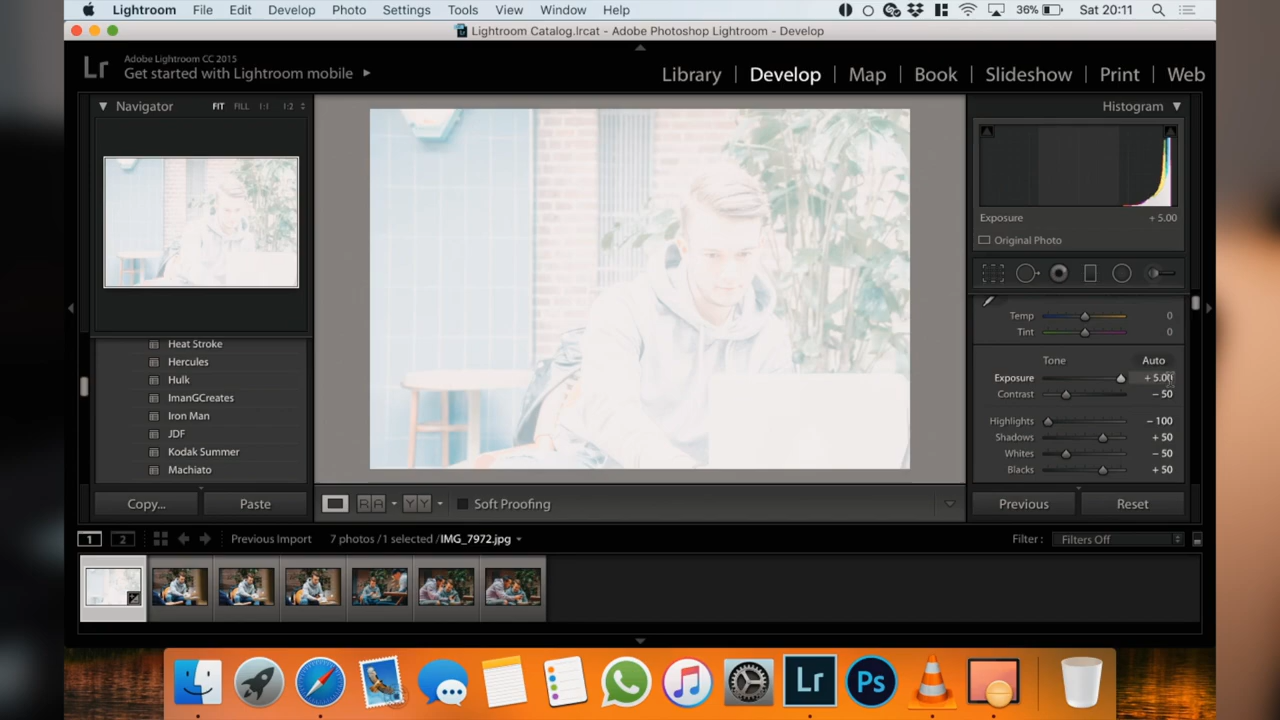 Lightroom File Edit Develop Photo Settings Tools View Window Help 36% Sat 20:11
Lightroom Catalog.lrcat - Adobe Photoshop Lightroom - Develop
Lr Adobe Lightroom CC 2015
Get started with Lightroom mobile
Library | Develop | Map | Book | Slideshow | Print | Web
Navigator FIT FILL 1:1 1:2
Histogram
Exposure + 5.00
Original Photo
Temp 0
Tint 0
Tone Auto
Exposure + 5.00
Contrast - 50
Highlights - 100
Shadows + 50
Whites - 50
Blacks + 50
Heat Stroke
Hercules
Hulk
ImanGCreates
Iron Man
JDF
Kodak Summer
Machiato
Copy... Paste
R A Y Y Soft Proofing
Previous Reset
1 2 Previous Import 7 photos / 1 selected / IMG_7972.jpg
Filter : Filters Off
Lr Ps